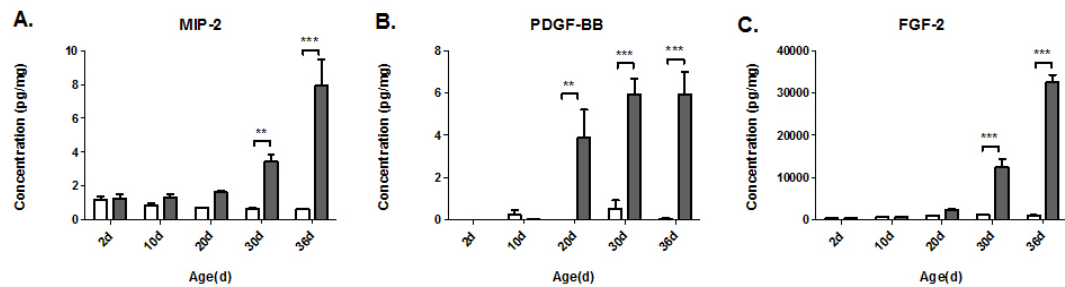 A.
MIP-2
Concentration (pg/mg)
10
8
6
4
2
0
**
***
2d
10d
20d
30d
36d
Age(d)
B.
PDGF-BB
Concentration (pg/mg)
8
6
4
2
0
**
***
***
2d
10d
20d
30d
36d
Age(d)
C.
FGF-2
Concentration (pg/mg)
40000
30000
20000
10000
0
***
***
2d
10d
20d
30d
36d
Age(d)